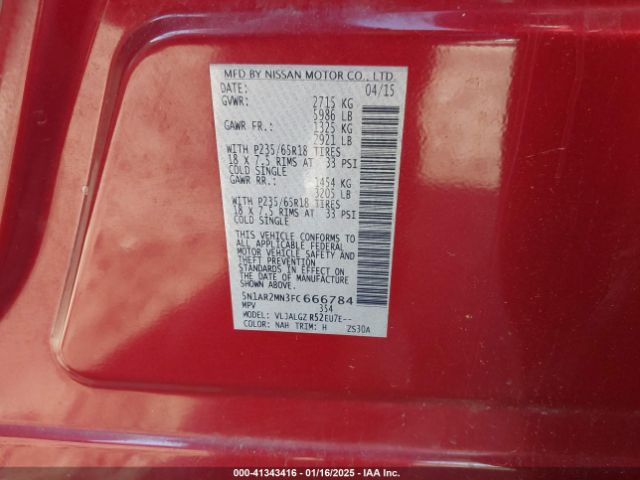 MFD BY NISSAN MOTOR CO., LTD.
DATE: 04/15
GVWR: 2715 KG
5986 LB
GAWR FR.: 1325 KG
2921 LB
WITH P235/65R18 TIRES
18 X 7.5 RIMS AT 33 PSI
COLD SINGLE
GAWR RR.: 1454 KG
3205 LB
WITH P235/65R18 TIRES
18 X 7.5 RIMS AT 33 PSI
COLD SINGLE
THIS VEHICLE CONFORMS TO
ALL APPLICABLE FEDERAL
MOTOR VEHICLE SAFETY AND
THEFT PREVENTION
STANDARDS IN EFFECT ON
THE DATE OF MANUFACTURE
5N1AR2MN3FC666784
MPV 354
MODEL: VLJALGZ R52EU7E--
COLOR: NAH TRIM: H ZS30A
000-41343416 - 01/16/2025 - IAA Inc.